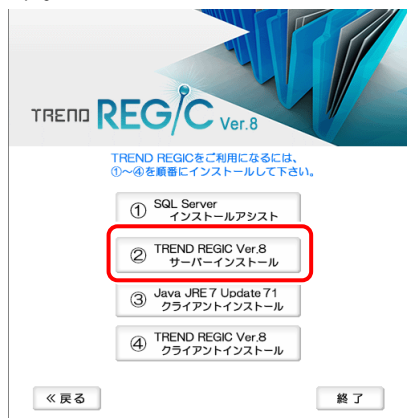 TREND REGIC Ver.8
TREND REGICをご利用になるには、
①～④を順番にインストールして下さい。
① SQL Server
インストールアシスト
② TREND REGIC Ver.8
サーバーインストール
③ Java JRE 7 Update 71
クライアントインストール
④ TREND REGIC Ver.8
クライアントインストール
≪戻る
終了